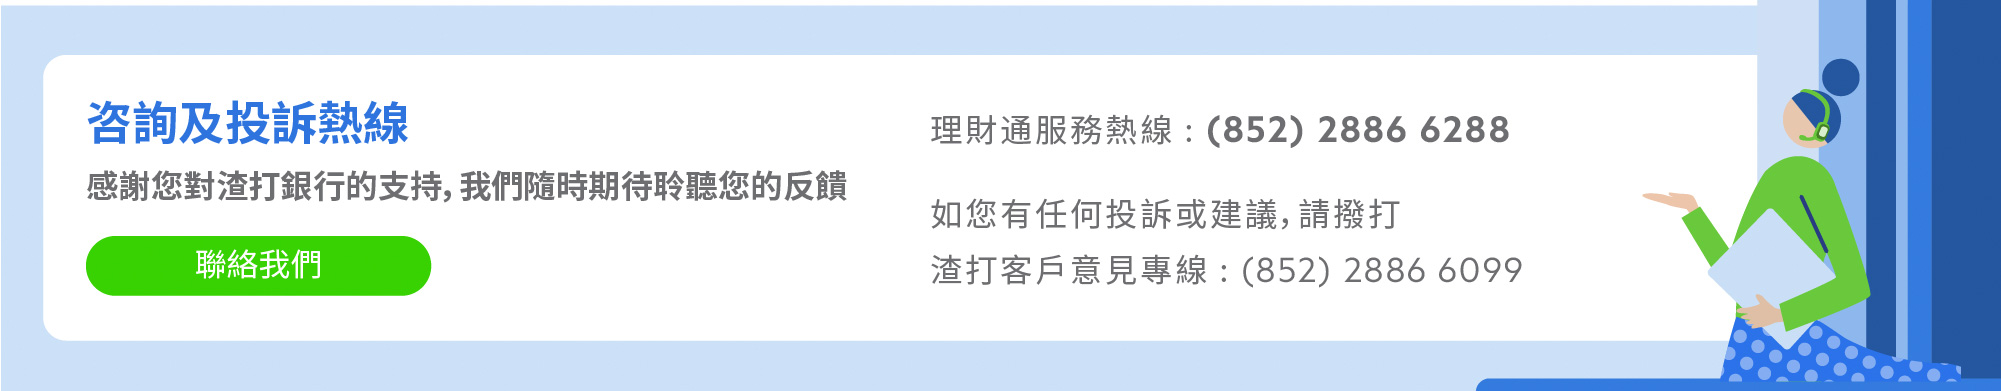 咨詢及投訴熱線
感謝您對渣打銀行的支持，我們隨時期待聆聽您的反饋
聯絡我們
理財通服務熱線：(852) 2886 6288
如您有任何投訴或建議，請撥打
渣打客戶意見專線：(852) 2886 6099